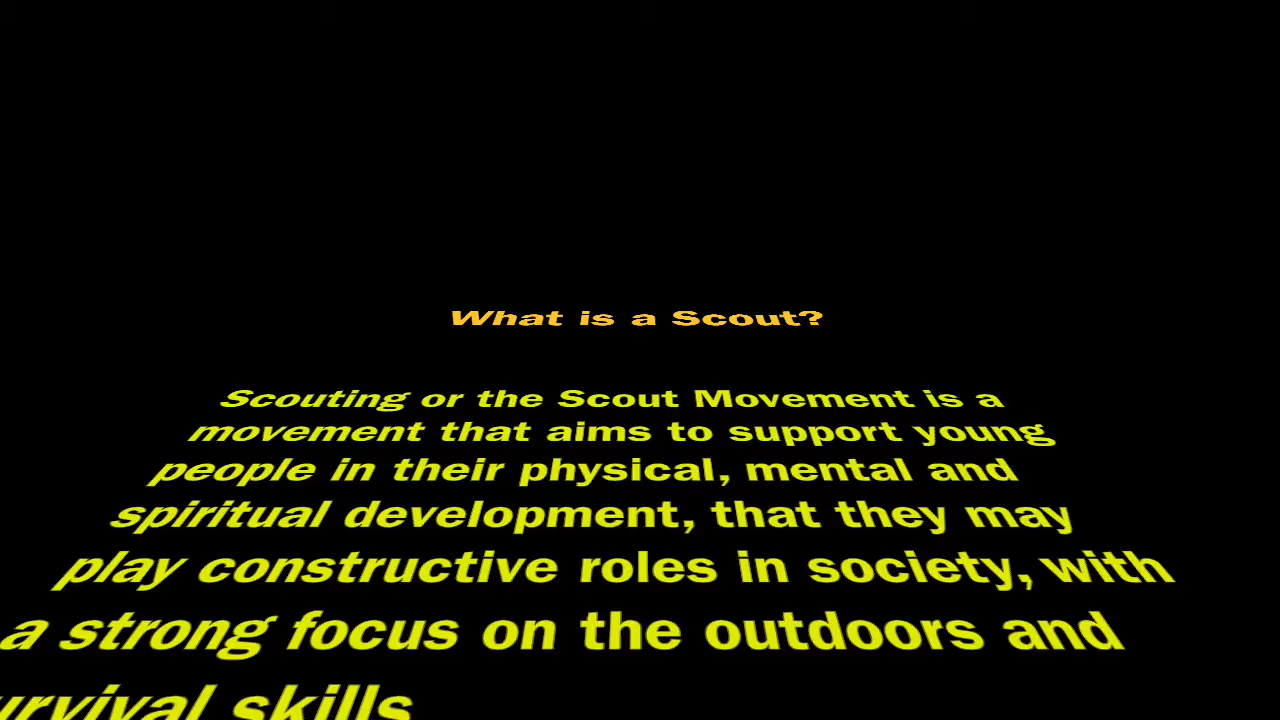 What is a Scout?
Scouting or the Scout Movement is a
movement that aims to support young
people in their physical, mental and
spiritual development, that they may
play constructive roles in society, with
a strong focus on the outdoors and
urvival skills